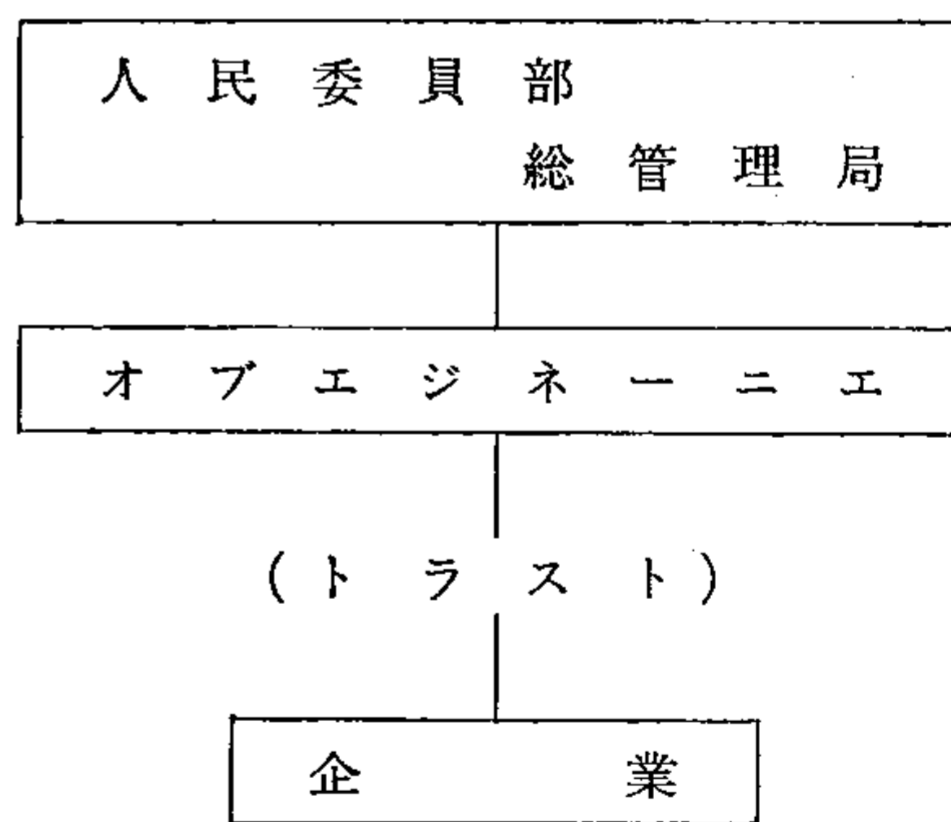 人民委員部
総管理局
オブエジネーニエ
(トラスト)
企業